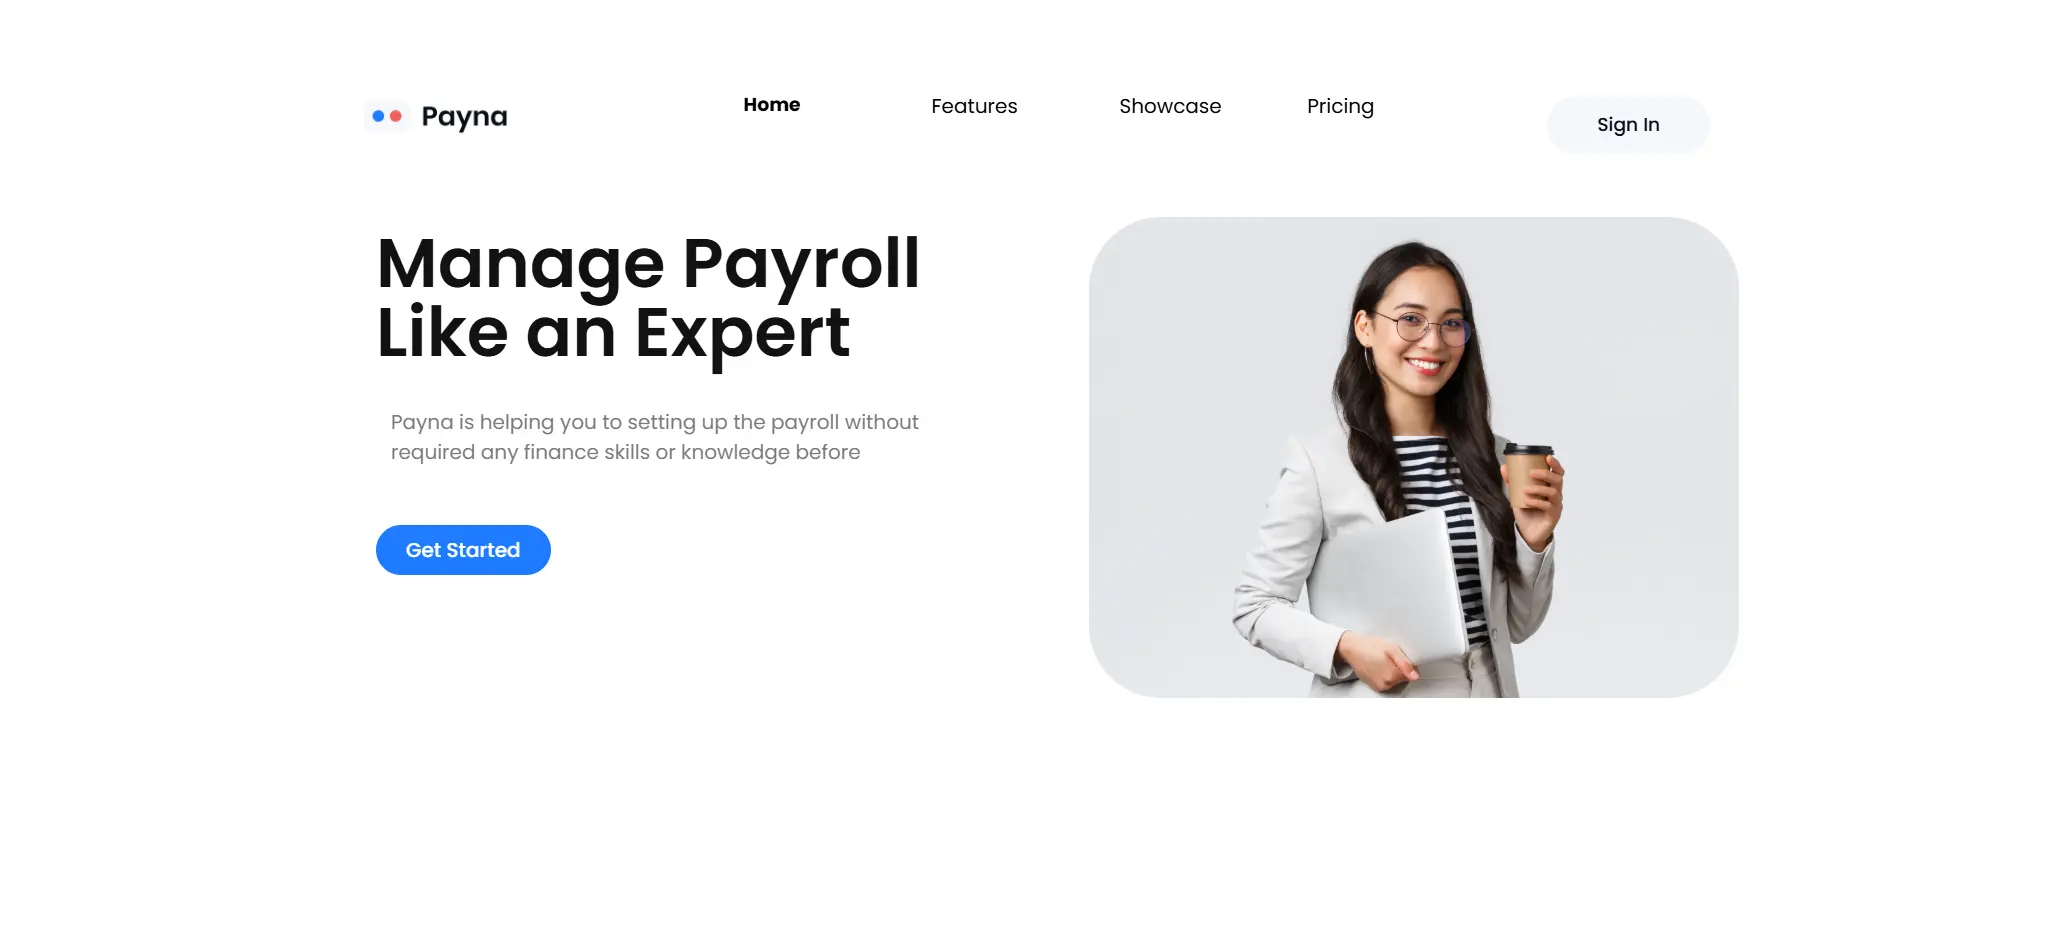 Payna
Home
Features
Showcase
Pricing
Sign In
Manage Payroll
Like an Expert
Payna is helping you to setting up the payroll without
required any finance skills or knowledge before
Get Started